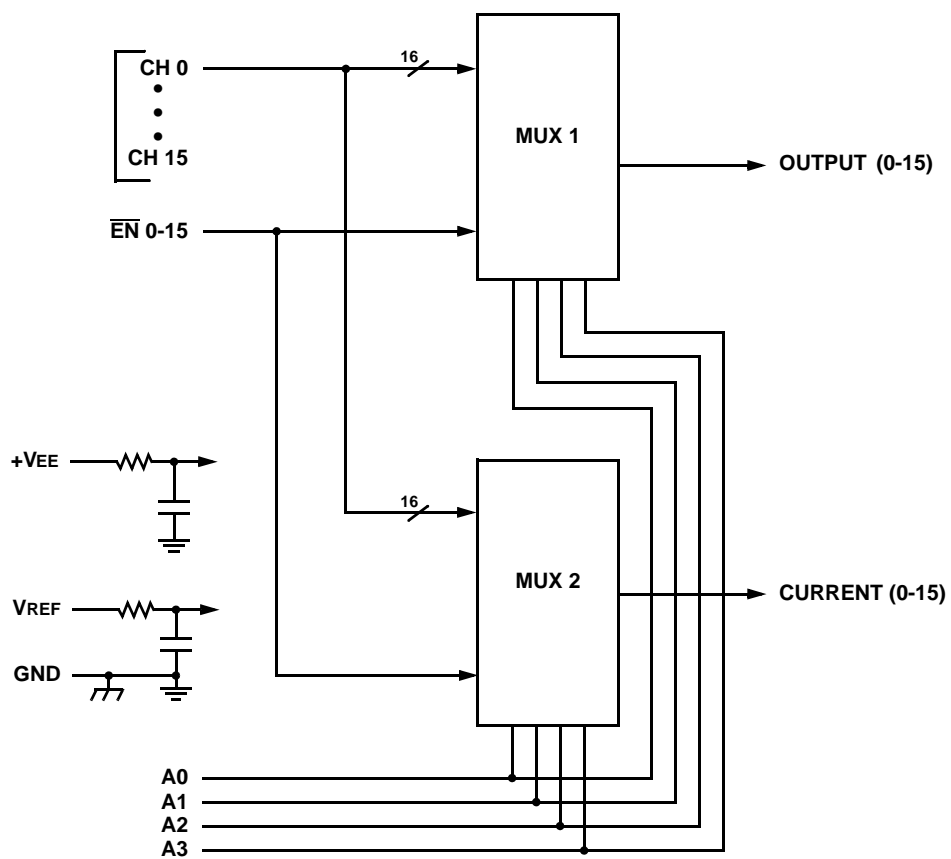 CH 0
16
MUX 1
CH 15
OUTPUT (0-15)
EN 0-15
+VEE
16
MUX 2
CURRENT (0-15)
VREF
GND
A0
A1
A2
A3